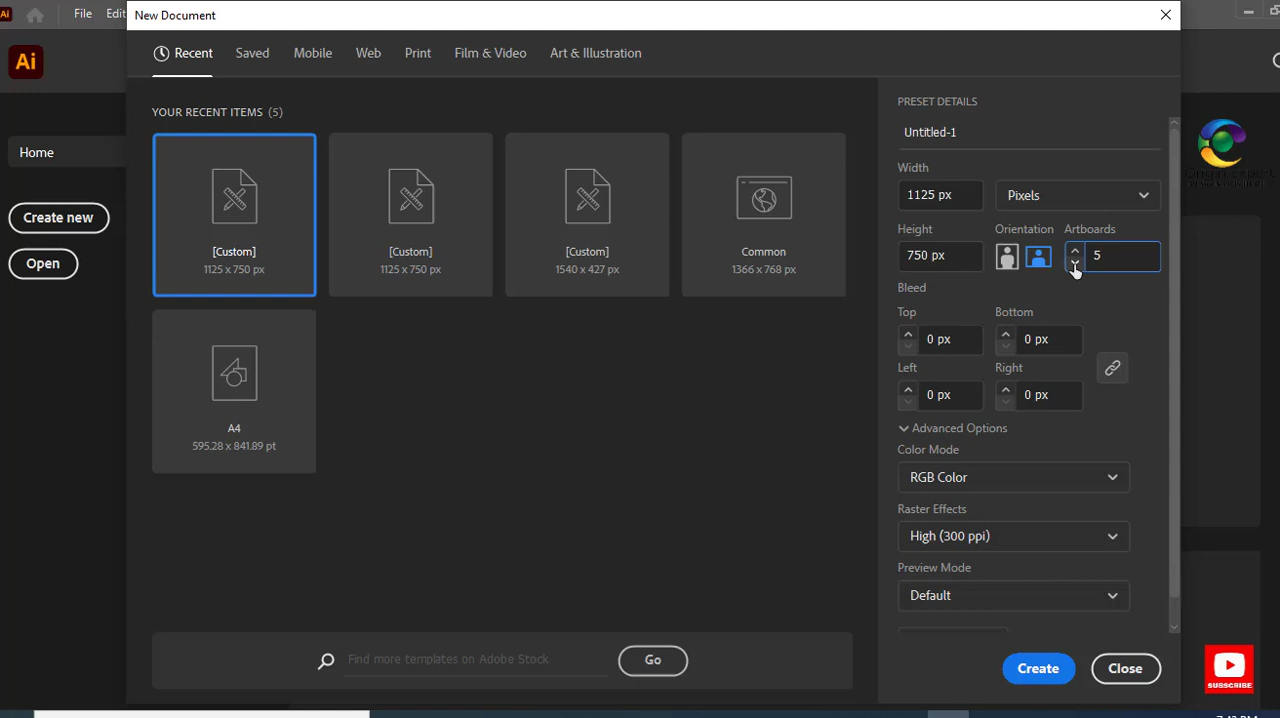 Ai
File
Edit
New Document
Ai
Recent
Saved
Mobile
Web
Print
Film & Video
Art & Illustration
Home
Create new
Open
YOUR RECENT ITEMS (5)
[Custom]
1125 x 750 px
[Custom]
1125 x 750 px
[Custom]
1540 x 427 px
Common
1366 x 768 px
A4
595.28 x 841.89 pt
Find more templates on Adobe Stock
Go
PRESET DETAILS
Untitled-1
Width
1125 px
Pixels
Height
Orientation
Artboards
750 px
5
Bleed
Top
Bottom
0 px
0 px
Left
Right
0 px
0 px
Advanced Options
Color Mode
RGB Color
Raster Effects
High (300 ppi)
Preview Mode
Default
Create
Close
SUBSCRIBE